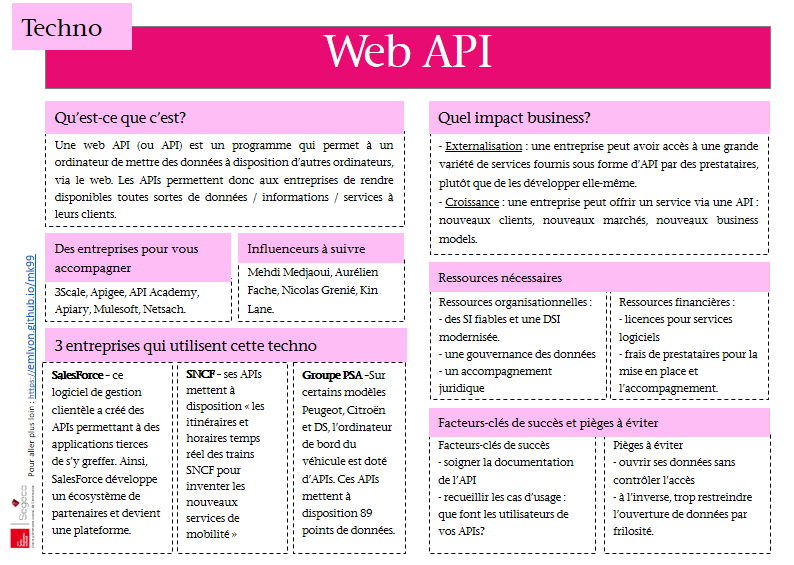 Techno
Web API
Qu'est-ce que c'est?
Une web API (ou API) est un programme qui permet à un
ordinateur de mettre des données à disposition d'autres ordinateurs,
via le web. Les APIs permettent donc aux entreprises de rendre
disponibles toutes sortes de données / informations / services à
leurs clients.
Des entreprises pour vous
accompagner
3Scale, Apigee, API Academy,
Apiary, Mulesoft, Netsach.
Influenceurs à suivre
Mehdi Medjaoui, Aurélien
Fache, Nicolas Grenié, Kin
Lane.
3 entreprises qui utilisent cette techno
SalesForce – ce
logiciel de gestion
clientèle a créé des
APIs permettant à des
applications tierces
de s'y greffer. Ainsi,
SalesForce développe
un écosystème de
partenaires et devient
une plateforme.
SNCF – ses APIs
mettent à
disposition « les
itinéraires et
horaires temps
réel des trains
SNCF pour
inventer les
nouveaux
services de
mobilité »
Groupe PSA –Sur
certains modèles
Peugeot, Citroën
et DS, l'ordinateur
de bord du
véhicule est doté
d'APIs. Ces APIs
mettent à
disposition 89
points de données.
Quel impact business?
- Externalisation : une entreprise peut avoir accès à une grande
variété de services fournis sous forme d'API par des prestataires,
plutôt que de les développer elle-même.
- Croissance : une entreprise peut offrir un service via une API :
nouveaux clients, nouveaux marchés, nouveaux business
models.
Ressources nécessaires
Ressources organisationnelles :
- des SI fiables et une DSI
modernisée.
- une gouvernance des données
- un accompagnement
juridique
Ressources financières :
- licences pour services
logiciels
- frais de prestataires pour la
mise en place et
l'accompagnement.
Facteurs-clés de succès et pièges à éviter
Facteurs-clés de succès
- soigner la documentation
de l'API
- recueillir les cas d'usage :
que font les utilisateurs de
vos APIs?
Pièges à éviter
- ouvrir ses données sans
contrôler l'accès
- à l'inverse, trop restreindre
l'ouverture de données par
frilosité.
Pour aller plus loin : https://emlyon.github.io/mk99
Segeco